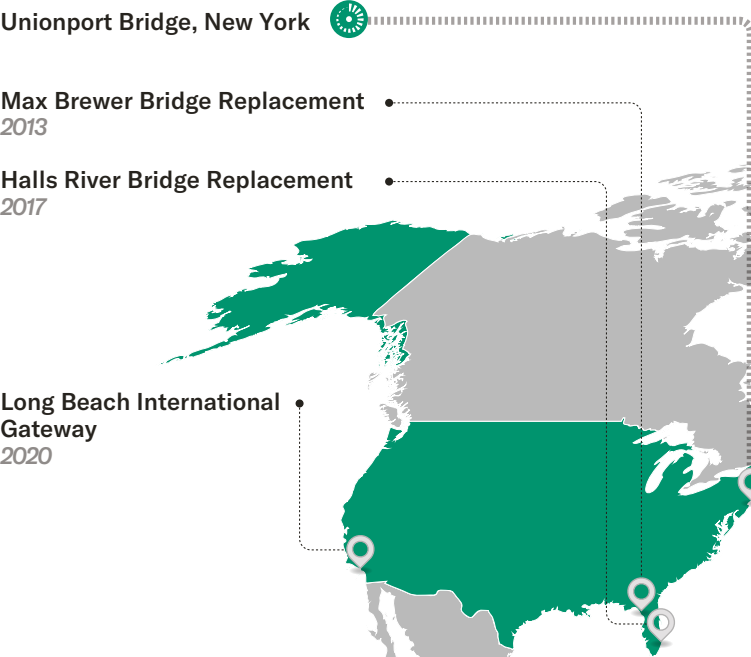 Unionport Bridge, New York
Max Brewer Bridge Replacement
2013
Halls River Bridge Replacement
2017
Long Beach International
Gateway
2020